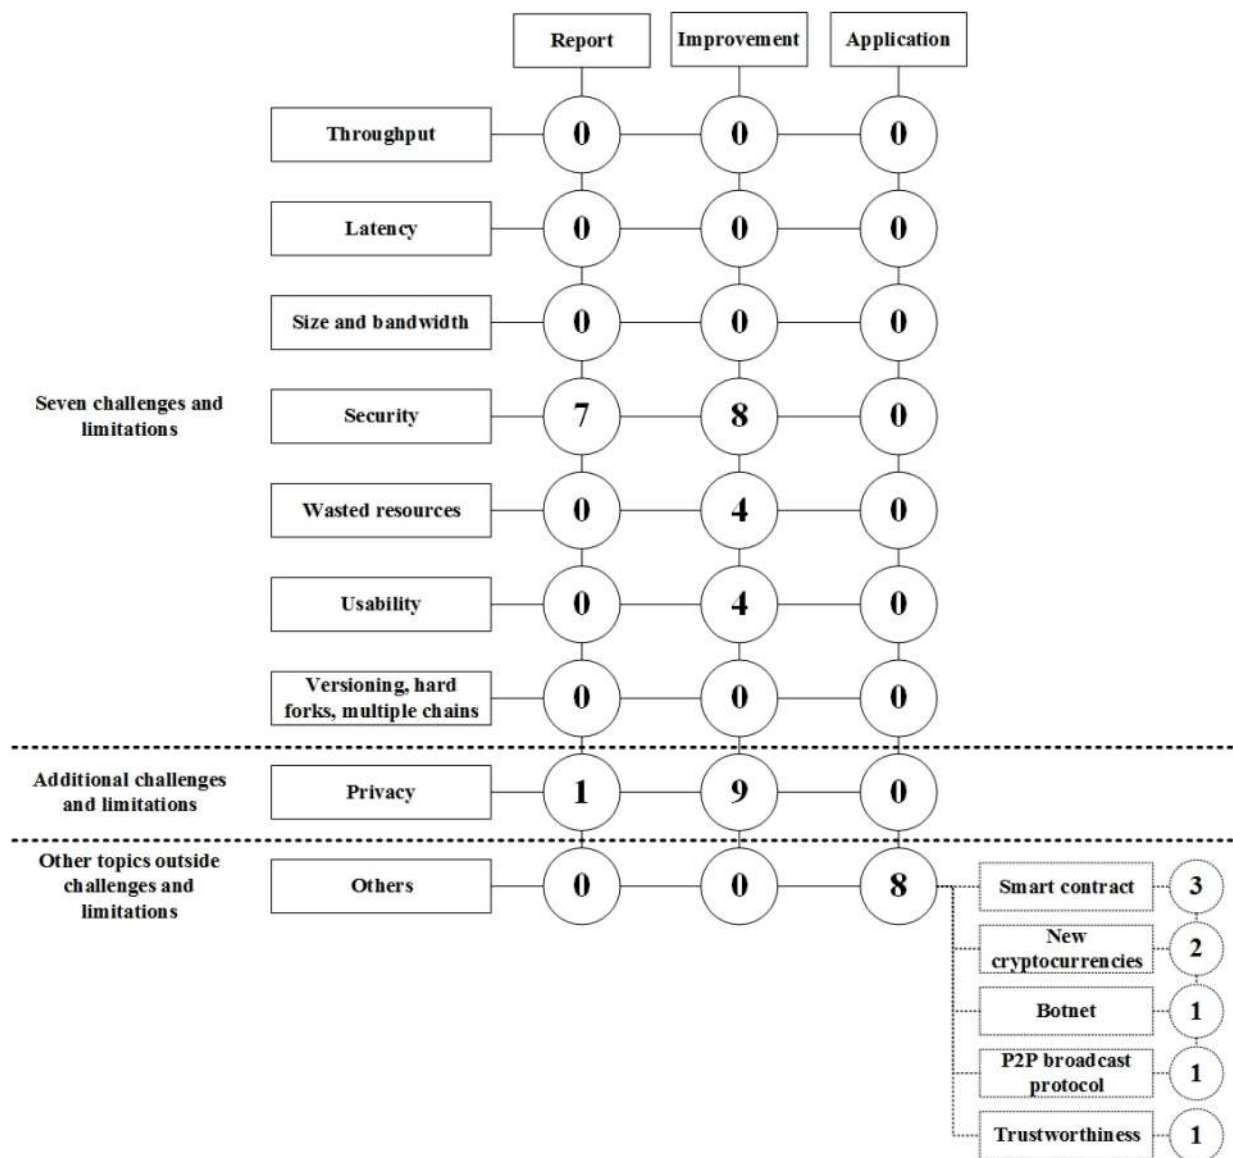 Report
Improvement
Application
Throughput
0
0
0
Latency
0
0
0
Size and bandwidth
0
0
0
Seven challenges and
limitations
Security
7
8
0
Wasted resources
0
4
0
Usability
0
4
0
Versioning, hard
forks, multiple chains
0
0
0
Additional challenges
and limitations
Privacy
1
9
0
Other topics outside
challenges and
limitations
Others
0
0
8
Smart contract
3
New
cryptocurrencies
2
Botnet
1
P2P broadcast
protocol
1
Trustworthiness
1